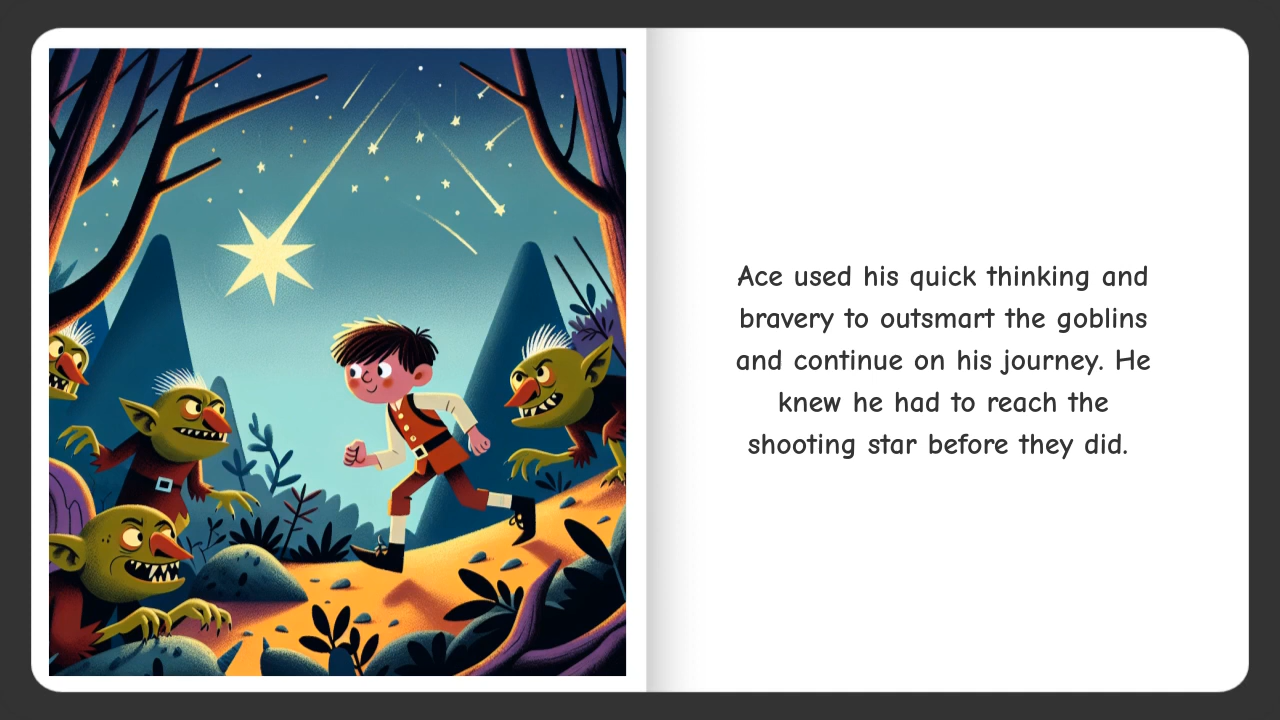 Ace used his quick thinking and
bravery to outsmart the goblins
and continue on his journey. He
knew he had to reach the
shooting star before they did.